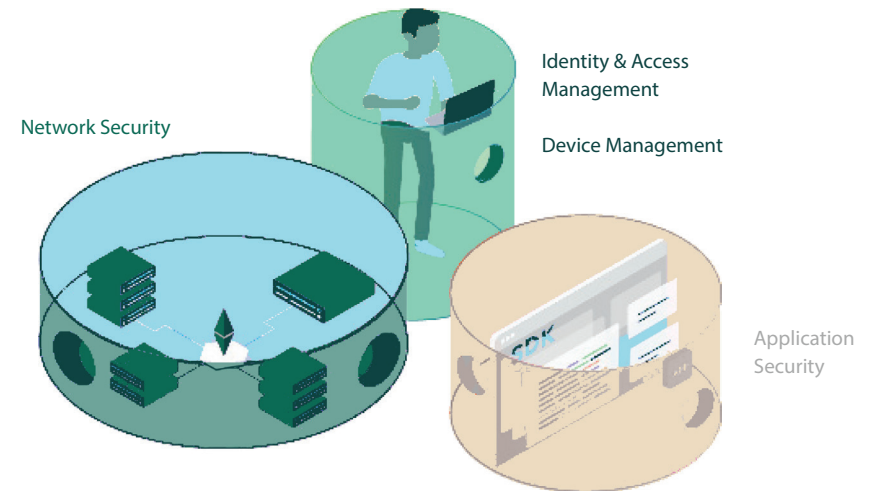 Identity & Access
Management
Network Security
Device Management
SDK
Application
Security